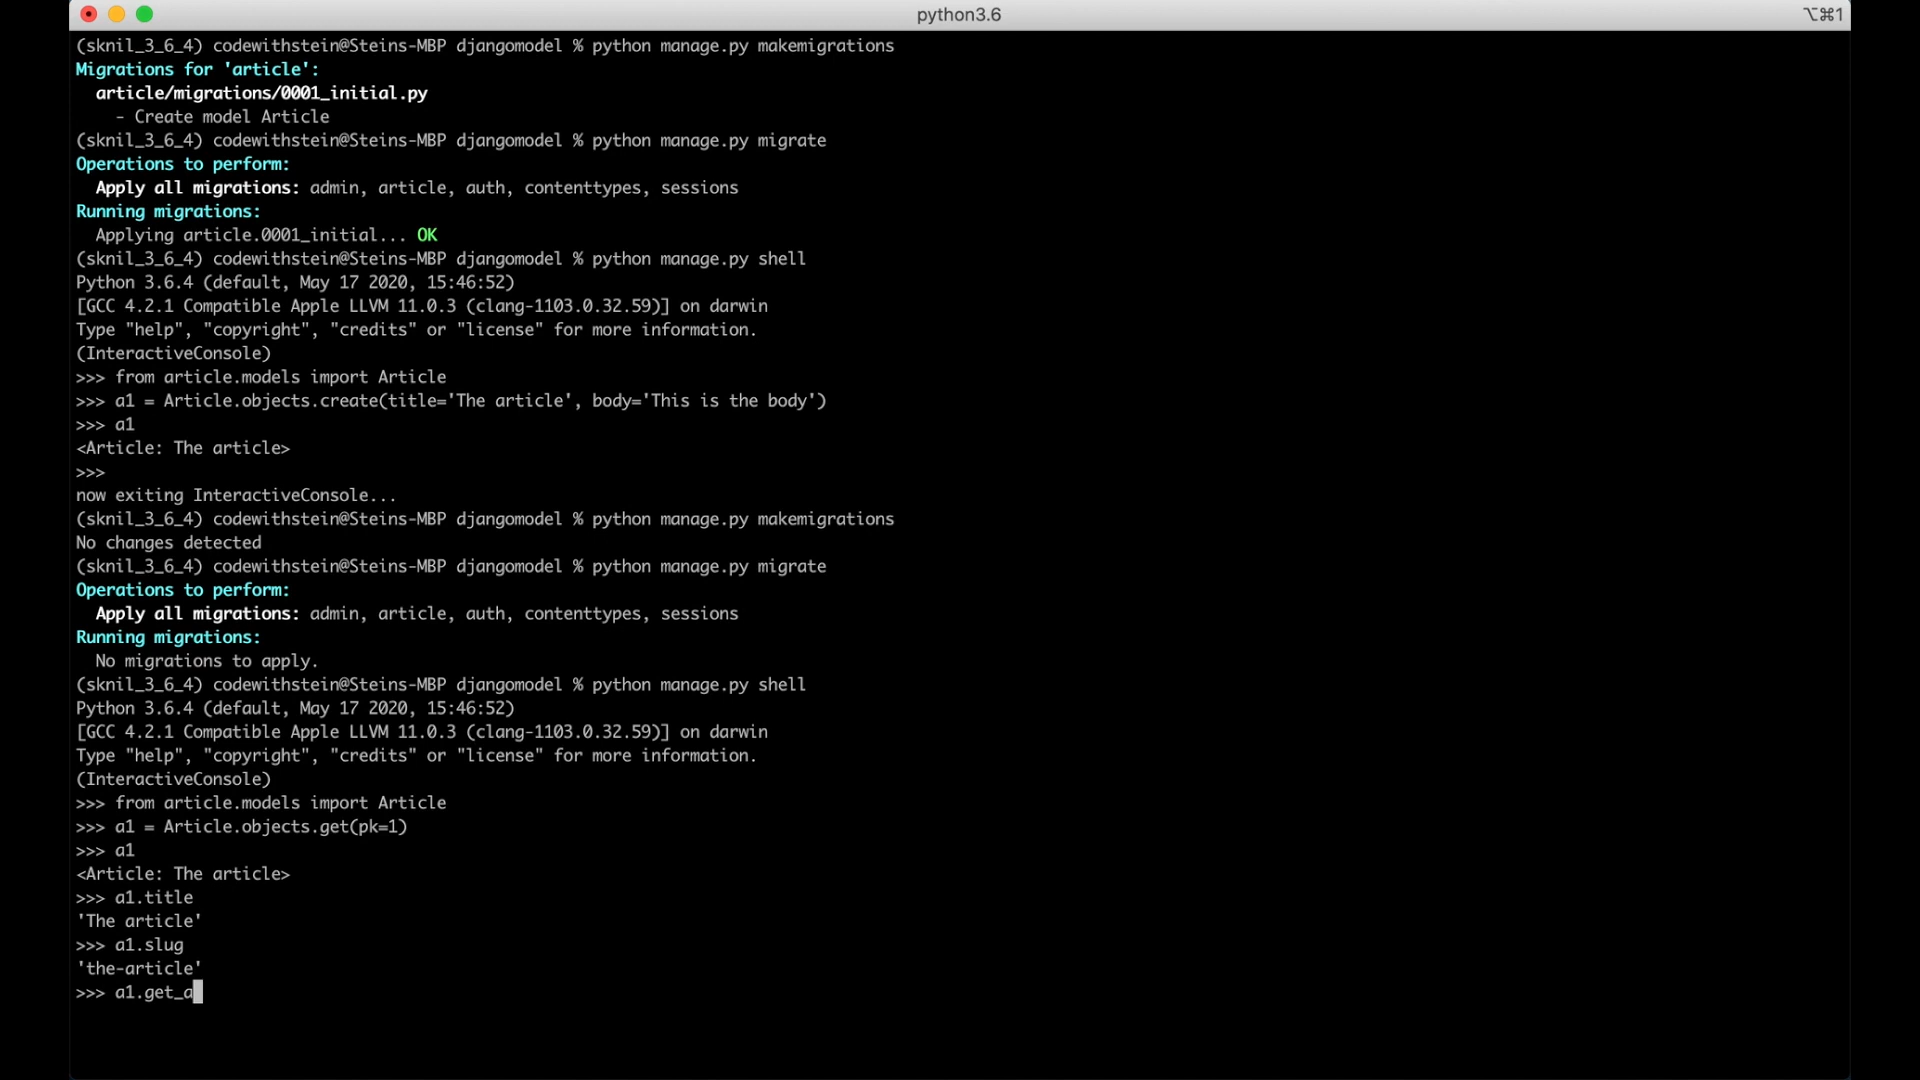 python3.6
⌥⌘1
(sknil_3_6_4) codewithstein@Steins-MBP djangomodel % python manage.py makemigrations
Migrations for 'article':
  article/migrations/0001_initial.py
    - Create model Article
(sknil_3_6_4) codewithstein@Steins-MBP djangomodel % python manage.py migrate
Operations to perform:
  Apply all migrations: admin, article, auth, contenttypes, sessions
Running migrations:
  Applying article.0001_initial... OK
(sknil_3_6_4) codewithstein@Steins-MBP djangomodel % python manage.py shell
Python 3.6.4 (default, May 17 2020, 15:46:52)
[GCC 4.2.1 Compatible Apple LLVM 11.0.3 (clang-1103.0.32.59)] on darwin
Type "help", "copyright", "credits" or "license" for more information.
(InteractiveConsole)
>>> from article.models import Article
>>> a1 = Article.objects.create(title='The article', body='This is the body')
>>> a1
<Article: The article>
>>>
now exiting InteractiveConsole...
(sknil_3_6_4) codewithstein@Steins-MBP djangomodel % python manage.py makemigrations
No changes detected
(sknil_3_6_4) codewithstein@Steins-MBP djangomodel % python manage.py migrate
Operations to perform:
  Apply all migrations: admin, article, auth, contenttypes, sessions
Running migrations:
  No migrations to apply.
(sknil_3_6_4) codewithstein@Steins-MBP djangomodel % python manage.py shell
Python 3.6.4 (default, May 17 2020, 15:46:52)
[GCC 4.2.1 Compatible Apple LLVM 11.0.3 (clang-1103.0.32.59)] on darwin
Type "help", "copyright", "credits" or "license" for more information.
(InteractiveConsole)
>>> from article.models import Article
>>> a1 = Article.objects.get(pk=1)
>>> a1
<Article: The article>
>>> a1.title
'The article'
>>> a1.slug
'the-article'
>>> a1.get_a